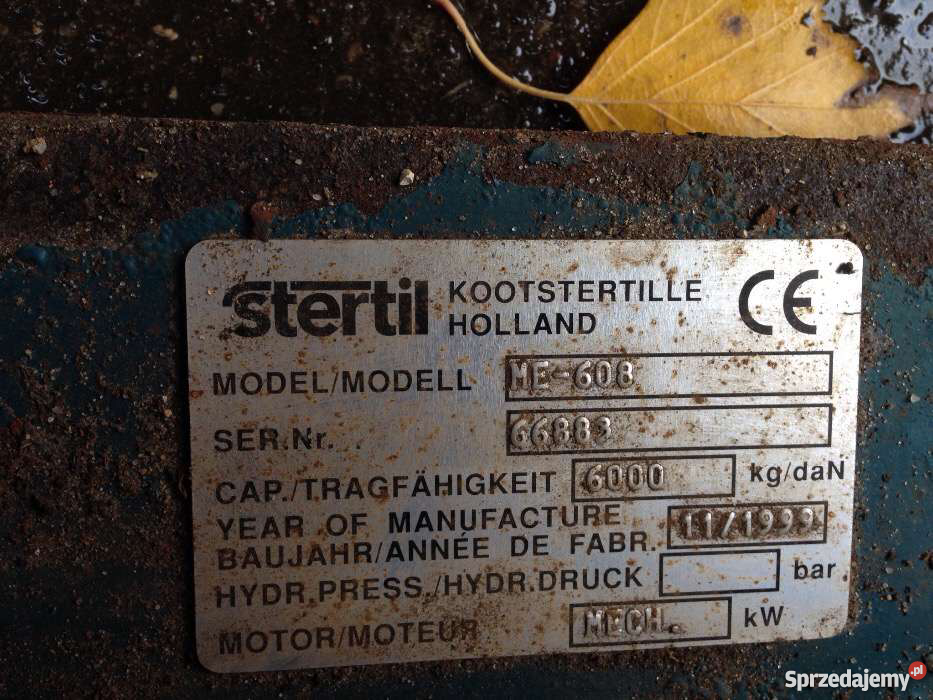 stertil KOOTSTERTILLE
HOLLAND
CE
MODEL/MODELL ME-608
SER.Nr. 66883
CAP./TRAGFÄHIGKEIT 6000 kg/daN
YEAR OF MANUFACTURE
BAUJAHR/ANNÉE DE FABR. 11/1999
HYDR.PRESS./HYDR.DRUCK bar
MOTOR/MOTEUR MECH. kW
Sprzedajemy.pl